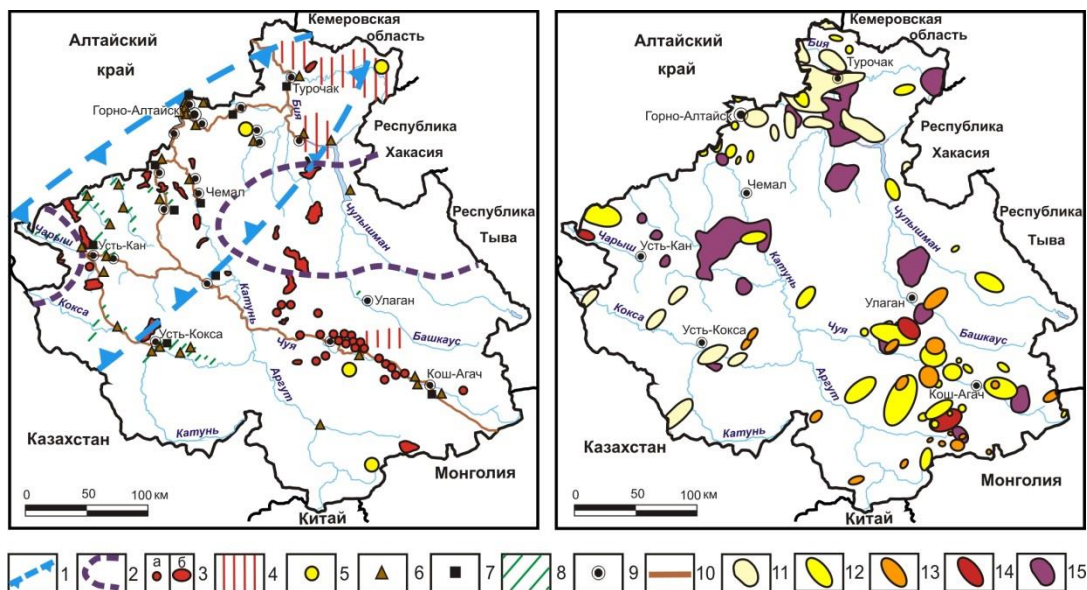 Кемеровская
область
Алтайский
край
Турочак
Горно-Алтайск
Бия
Республика
Хакасия
Чемал
Чулышман
Республика
Тыва
Чарыш
Усть-Кан
Катунь
Улаган
Кокса
Усть-Кокса
Чуя
Башкаус
Аргут
Кош-Агач
Казахстан
Катунь
Монголия
0 50 100 км
Китай
Кемеровская
область
Алтайский
край
Бия
Турочак
Горно-Алтайск
Республика
Хакасия
Чемал
Чулышман
Республика
Тыва
Чарыш
Усть-Кан
Катунь
Улаган
Кокса
Усть-Кокса
Чуя
Башкаус
Аргут
Кош-Агач
Казахстан
Катунь
Монголия
0 50 100 км
Китай
а б
1 2 3 4 5 6 7 8 9 10 11 12 13 14 15